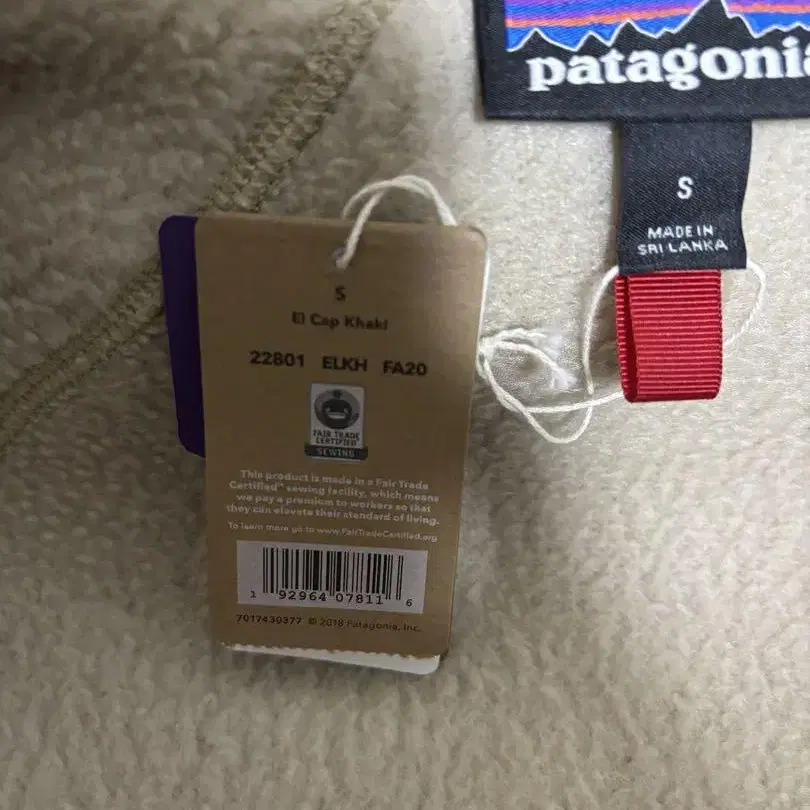 patagonia
S
MADE IN
SRI LANKA
S
El Cap Khaki
22801 ELKH FA20
FAIR TRADE
CERTIFIED
SEWING
This product is made in a Fair Trade
Certified™ sewing facility, which means
we pay a premium to workers so that
they can elevate their standard of living.
To learn more go to www.FairTradeCertified.org
1 92964 07811 6
7017430377 © 2018 Patagonia, Inc.